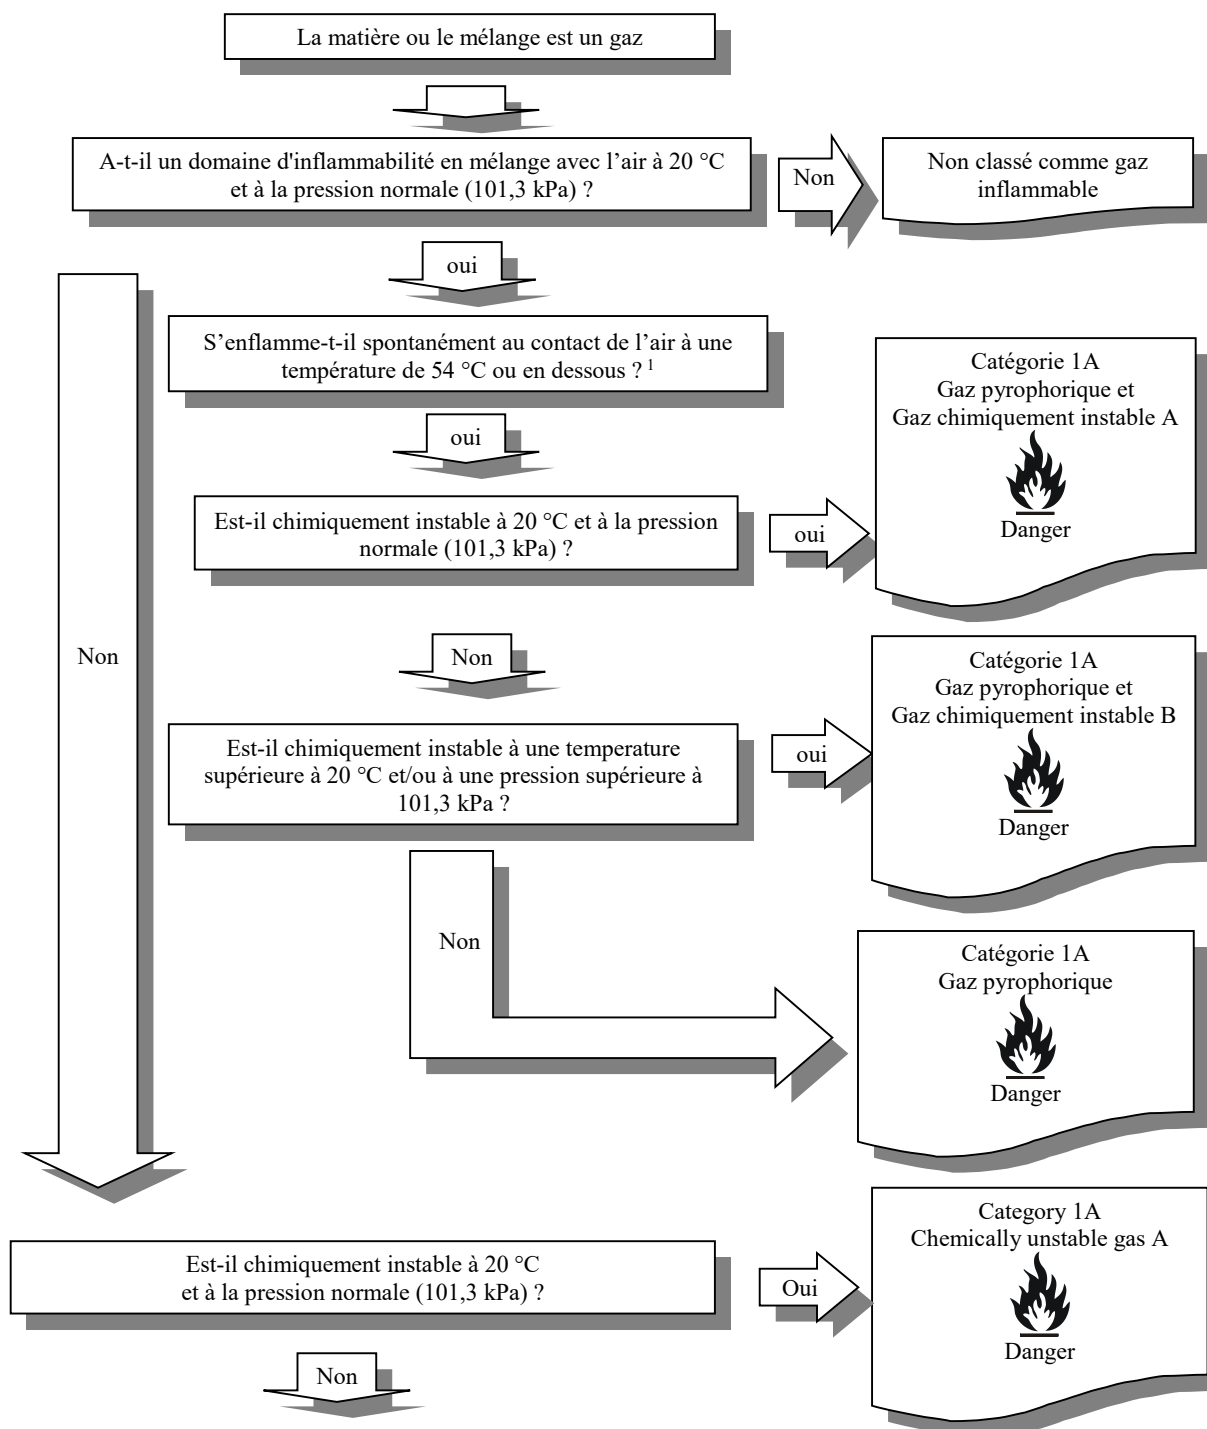 La matière ou le mélange est un gaz
A-t-il un domaine d'inflammabilité en mélange avec l’air à 20 °C
et à la pression normale (101,3 kPa) ?
Non
Non classé comme gaz
inflammable
oui
S’enflamme-t-il spontanément au contact de l’air à une
température de 54 °C ou en dessous ? 1
Catégorie 1A
Gaz pyrophorique et
Gaz chimiquement instable A
Danger
oui
Est-il chimiquement instable à 20 °C et à la pression
normale (101,3 kPa) ?
oui
Non
Non
Est-il chimiquement instable à une temperature
supérieure à 20 °C et/ou à une pression supérieure à
101,3 kPa ?
oui
Catégorie 1A
Gaz pyrophorique et
Gaz chimiquement instable B
Danger
Non
Catégorie 1A
Gaz pyrophorique
Danger
Est-il chimiquement instable à 20 °C
et à la pression normale (101,3 kPa) ?
Oui
Category 1A
Chemically unstable gas A
Danger
Non